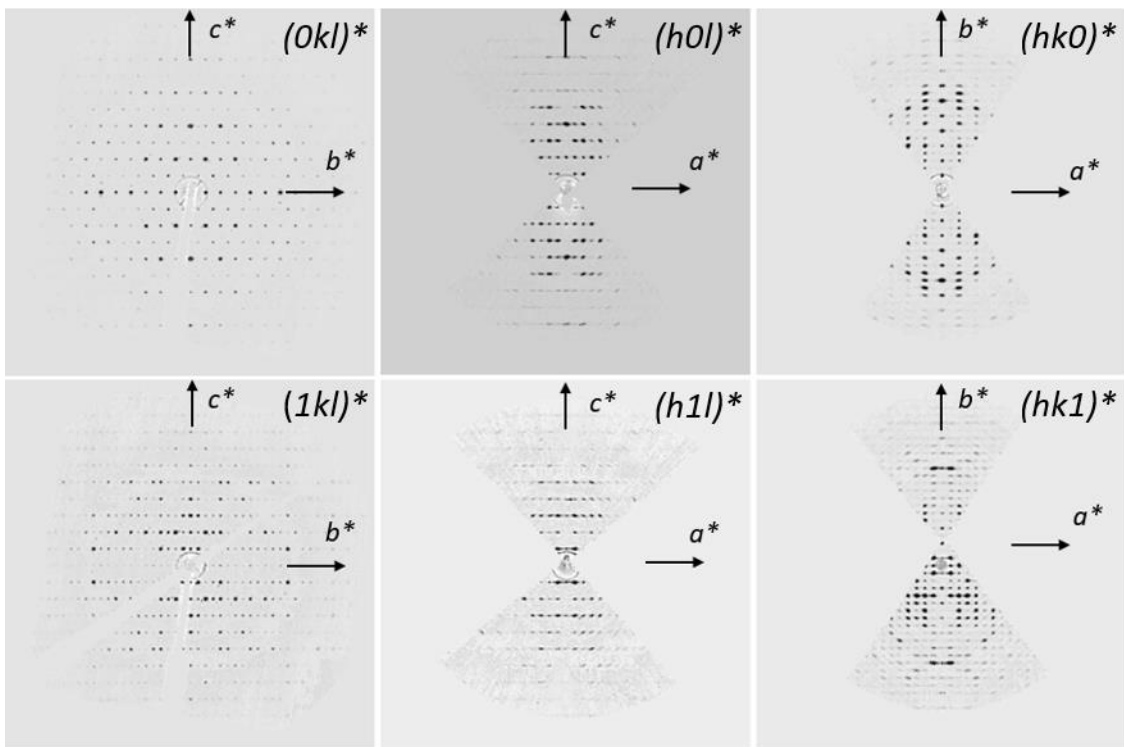 c* (0kl)*
b*
c* (h0l)*
a*
b* (hk0)*
a*
c* (1kl)*
b*
c* (h1l)*
a*
b* (hk1)*
a*